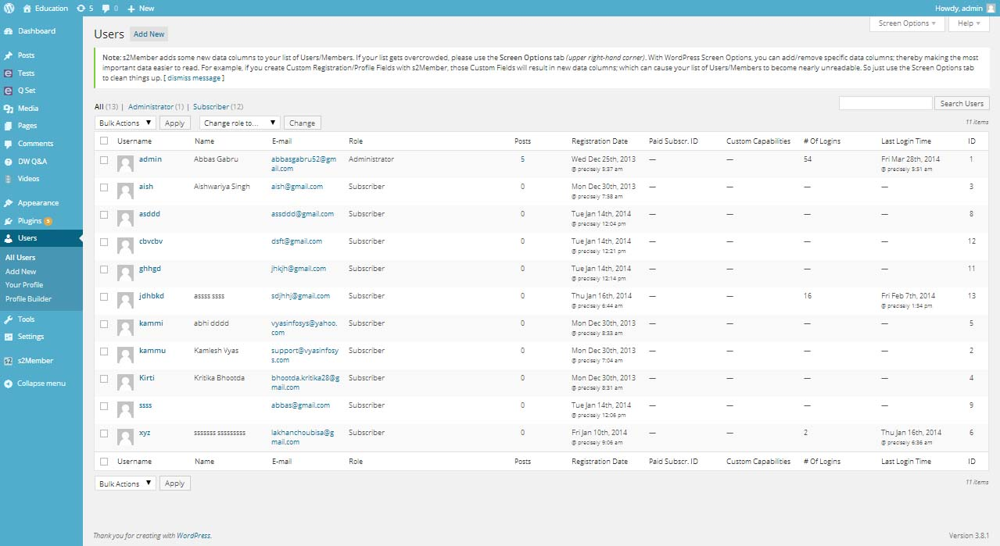 Education 5 0 New Howdy, admin
Screen Options Help
Dashboard
Posts
Tests
Q Set
Media
Pages
Comments
DW Q&A
Videos
Appearance
Plugins 5
Users
All Users
Add New
Your Profile
Profile Builder
Tools
Settings
s2Member
Collapse menu
Users Add New
Note: s2Member adds some new data columns to your list of Users/Members. If your list gets overcrowded, please use the Screen Options tab (upper right-hand corner). With WordPress Screen Options, you can add/remove specific data columns; thereby making the most
important data easier to read. For example, if you create Custom Registration/Profile Fields with s2Member, those Custom Fields will result in new data columns; which can cause your list of Users/Members to become nearly unreadable. So just use the Screen Options tab
to clean things up. [ dismiss message ]
All (13) | Administrator (1) | Subscriber (12)
Search Users
Bulk Actions Apply Change role to... Change 11 items
Username Name E-mail Role Posts Registration Date Paid Subscr. ID Custom Capabilities # Of Logins Last Login Time ID
admin Abbas Gabru abbasgabru52@gm Administrator 5 Wed Dec 25th, 2013 — — 54 Fri Mar 28th, 2014 1
ail.com @ precisely 5:37 am @ precisely 5:51 am
aish Aishwariya Singh aish@gmail.com Subscriber 0 Mon Dec 30th, 2013 — — — — 3
@ precisely 7:58 am
asddd assddd@gmail.com Subscriber 0 Tue Jan 14th, 2014 — — — — 8
@ precisely 12:04 pm
cbvcbv dsft@gmail.com Subscriber 0 Tue Jan 14th, 2014 — — — — 12
@ precisely 12:21 pm
ghhgd jhkjh@gmail.com Subscriber 0 Tue Jan 14th, 2014 — — — — 11
@ precisely 12:14 pm
jdhbkd assss ssss sdjhhj@gmail.com Subscriber 0 Thu Jan 16th, 2014 — — 16 Fri Feb 7th, 2014 13
@ precisely 6:44 am @ precisely 1:54 pm
kammi abhi dddd vyasinfosys@yahoo. Subscriber 0 Mon Dec 30th, 2013 — — — — 5
com @ precisely 8:33 am
kammu Kamlesh Vyas support@vyasinfosy Subscriber 0 Mon Dec 30th, 2013 — — — — 2
s.com @ precisely 7:04 am
Kirti Kritika Bhootda bhootda.kritika28@g Subscriber 0 Mon Dec 30th, 2013 — — — — 4
mail.com @ precisely 8:31 am
ssss abbas@gmail.com Subscriber 0 Tue Jan 14th, 2014 — — — — 9
@ precisely 12:06 pm
xyz sssssss sssssssss lakhanchoubisa@g Subscriber 0 Fri Jan 10th, 2014 — — 2 Thu Jan 16th, 2014 6
mail.com @ precisely 9:06 am @ precisely 6:36 am
Username Name E-mail Role Posts Registration Date Paid Subscr. ID Custom Capabilities # Of Logins Last Login Time ID
Bulk Actions Apply 11 items
Thank you for creating with WordPress. Version 3.8.1